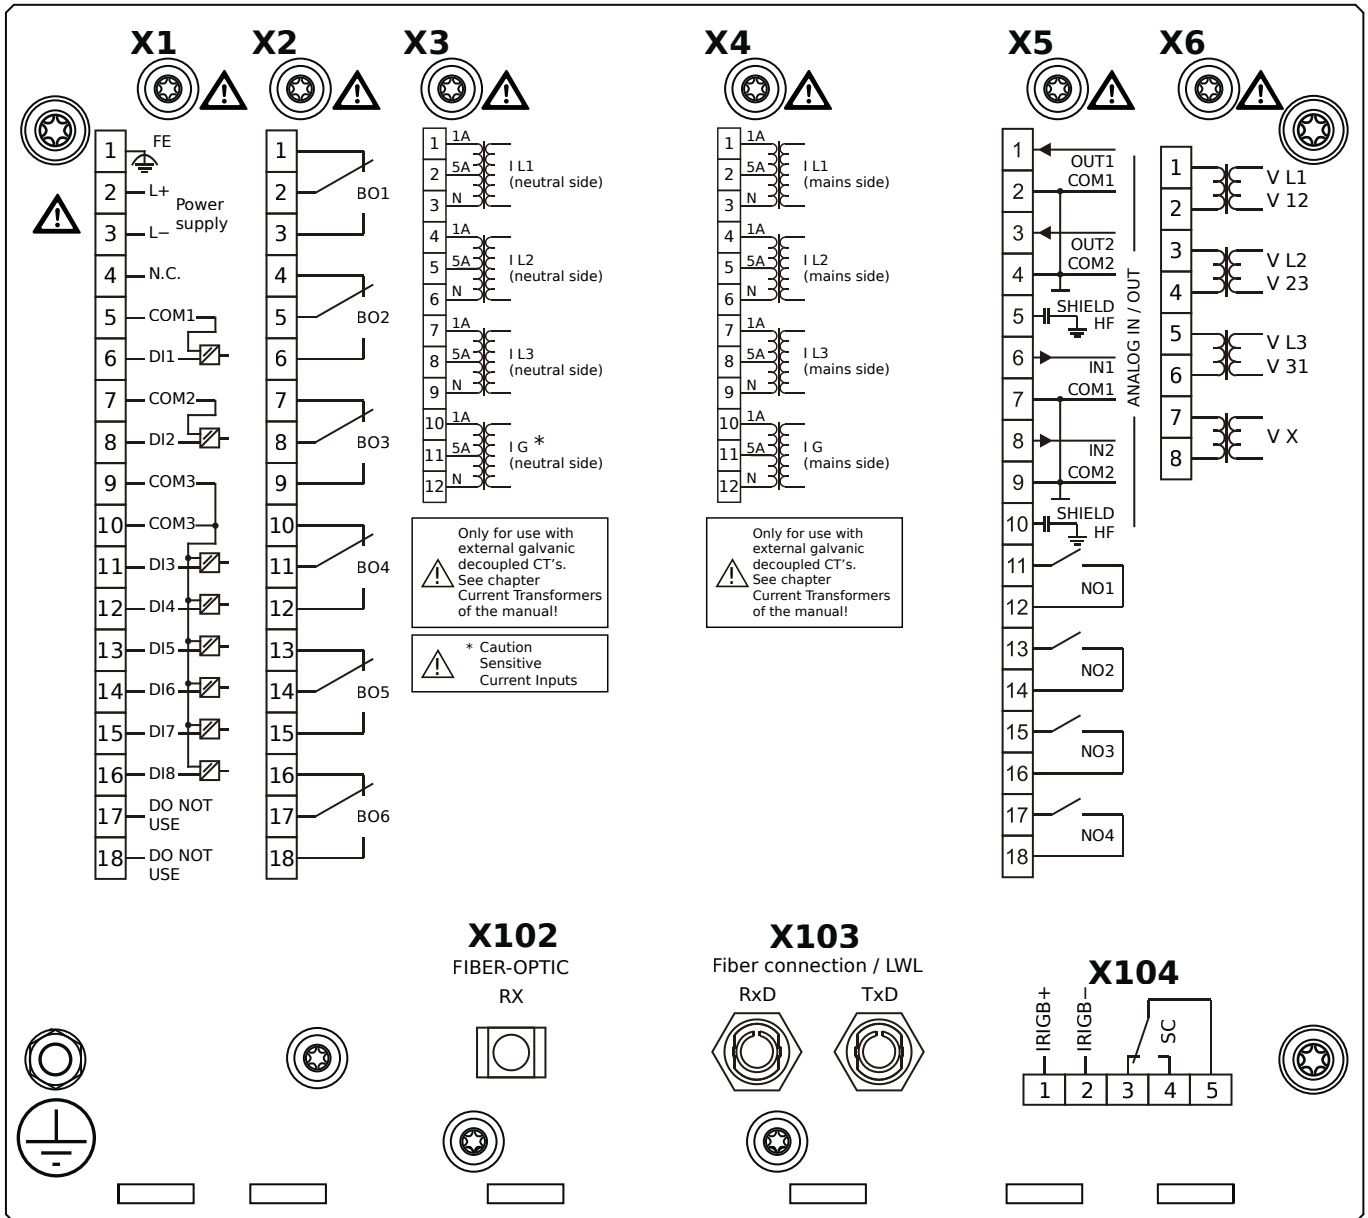 X1
X2
X3
X4
X5
X6
1
FE
2
L+
Power
supply
3
L−
4
N.C.
5
COM1
6
DI1
7
COM2
8
DI2
9
COM3
10
COM3
11
DI3
12
DI4
13
DI5
14
DI6
15
DI7
16
DI8
17
DO NOT
USE
18
DO NOT
USE
1
2
BO1
3
4
5
BO2
6
7
8
BO3
9
10
11
BO4
12
13
14
BO5
15
16
17
BO6
18
1
1A
2
5A
I L1
(neutral side)
3
N
4
1A
5
5A
I L2
(neutral side)
6
N
7
1A
8
5A
I L3
(neutral side)
9
N
10
1A
11
5A
I G *
(neutral side)
12
N
Only for use with
external galvanic
decoupled CT’s.
See chapter
Current Transformers
of the manual!
* Caution
Sensitive
Current Inputs
1
1A
2
5A
I L1
(mains side)
3
N
4
1A
5
5A
I L2
(mains side)
6
N
7
1A
8
5A
I L3
(mains side)
9
N
10
1A
11
5A
I G
(mains side)
12
N
Only for use with
external galvanic
decoupled CT’s.
See chapter
Current Transformers
of the manual!
1
OUT1
2
COM1
3
OUT2
4
COM2
5
SHIELD
HF
6
IN1
7
COM1
8
IN2
9
COM2
10
SHIELD
HF
ANALOG IN / OUT
11
NO1
12
13
NO2
14
15
NO3
16
17
NO4
18
1
V L1
2
V 12
3
V L2
4
V 23
5
V L3
6
V 31
7
V X
8
X102
FIBER-OPTIC
RX
X103
Fiber connection / LWL
RxD
TxD
X104
IRIGB+
IRIGB−
SC
1
2
3
4
5